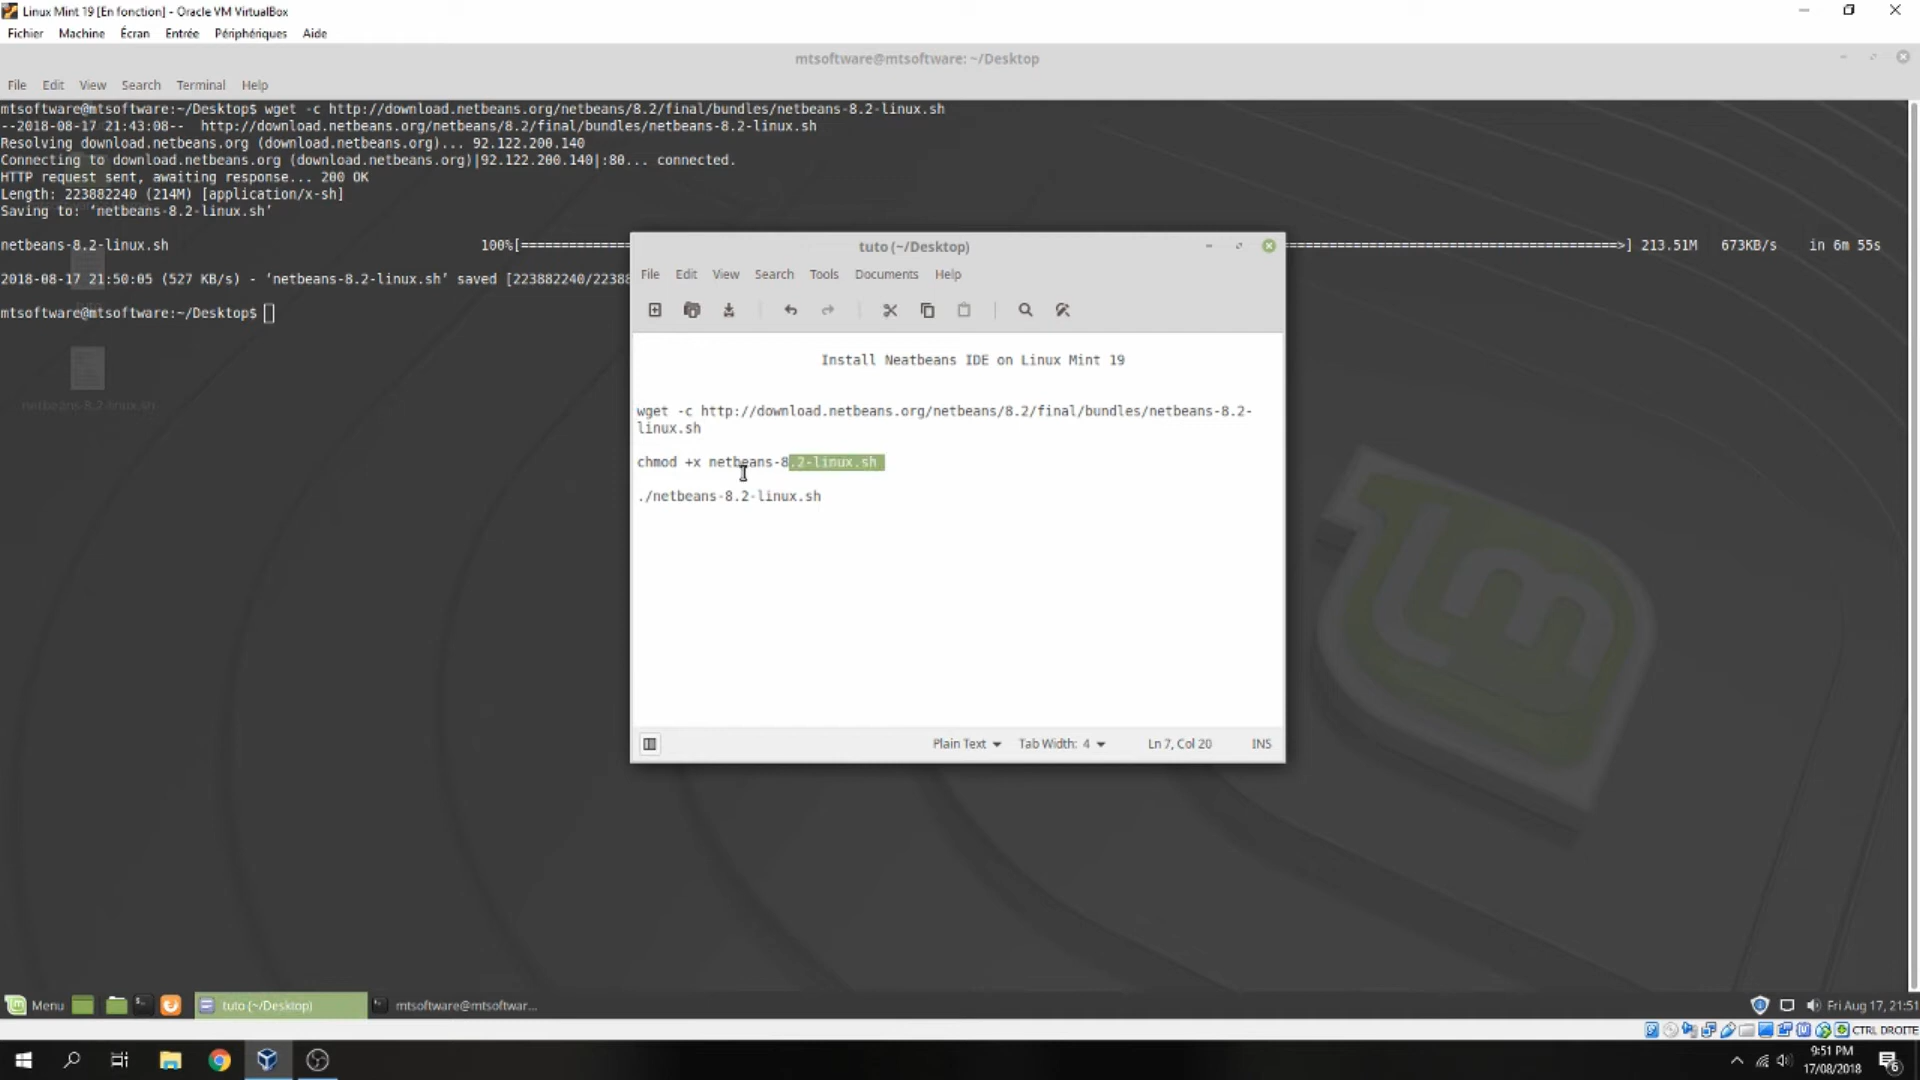 Linux Mint 19 [En fonction] - Oracle VM VirtualBox
Fichier Machine Écran Entrée Périphériques Aide
mtsoftware@mtsoftware: ~/Desktop
File Edit View Search Terminal Help
mtsoftware@mtsoftware:~/Desktop$ wget -c http://download.netbeans.org/netbeans/8.2/final/bundles/netbeans-8.2-linux.sh
--2018-08-17 21:43:08-- http://download.netbeans.org/netbeans/8.2/final/bundles/netbeans-8.2-linux.sh
Resolving download.netbeans.org (download.netbeans.org)... 92.122.200.140
Connecting to download.netbeans.org (download.netbeans.org)|92.122.200.140|:80... connected.
HTTP request sent, awaiting response... 200 OK
Length: 223882240 (214M) [application/x-sh]
Saving to: ‘netbeans-8.2-linux.sh’
netbeans-8.2-linux.sh 100%[============== =========================================>] 213.51M 673KB/s in 6m 55s
2018-08-17 21:50:05 (527 KB/s) - ‘netbeans-8.2-linux.sh’ saved [223882240/22388
mtsoftware@mtsoftware:~/Desktop$
netbeans-8.2-linux.sh
tuto (~/Desktop)
File Edit View Search Tools Documents Help
Install Neatbeans IDE on Linux Mint 19
wget -c http://download.netbeans.org/netbeans/8.2/final/bundles/netbeans-8.2-
linux.sh
chmod +x netbeans-8.2-linux.sh
./netbeans-8.2-linux.sh
Plain Text Tab Width: 4 Ln 7, Col 20 INS
Menu tuto (~/Desktop) mtsoftware@mtsoftwar... Fri Aug 17, 21:51
CTRL DROITE
9:51 PM
17/08/2018
6